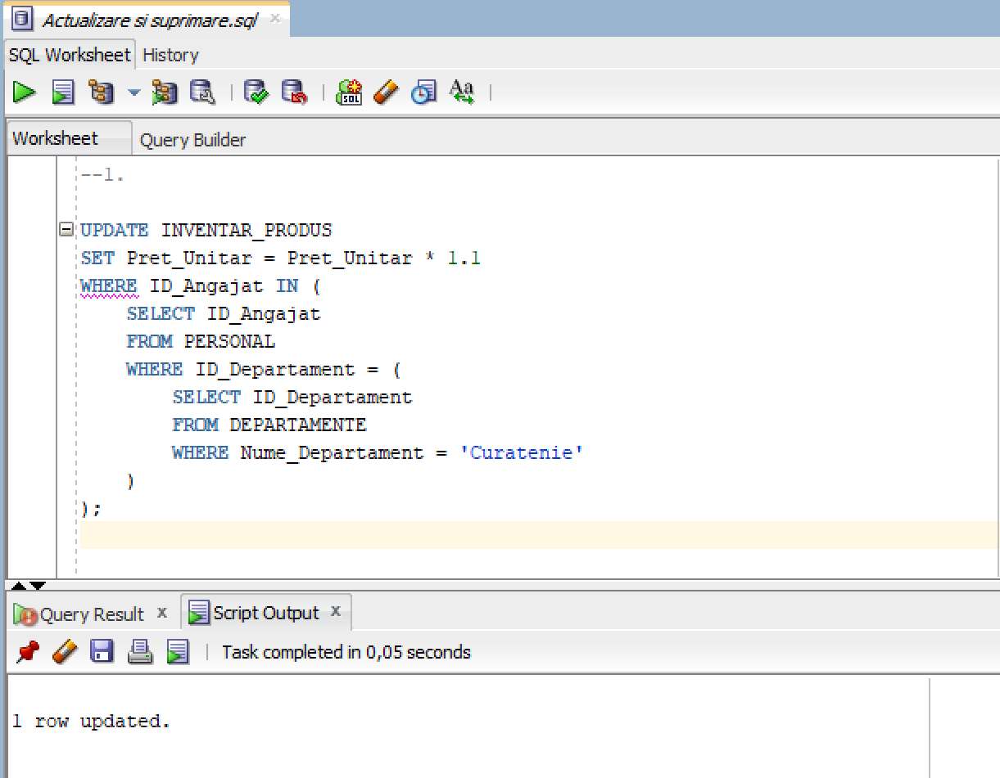 Actualizare si suprimare.sql
SQL Worksheet History
SQL Aa
Worksheet Query Builder
--1.
UPDATE INVENTAR_PRODUS
SET Pret_Unitar = Pret_Unitar * 1.1
WHERE ID_Angajat IN (
SELECT ID_Angajat
FROM PERSONAL
WHERE ID_Departament = (
SELECT ID_Departament
FROM DEPARTAMENTE
WHERE Nume_Departament = 'Curatenie'
)
);
Query Result x Script Output x
Task completed in 0,05 seconds
1 row updated.